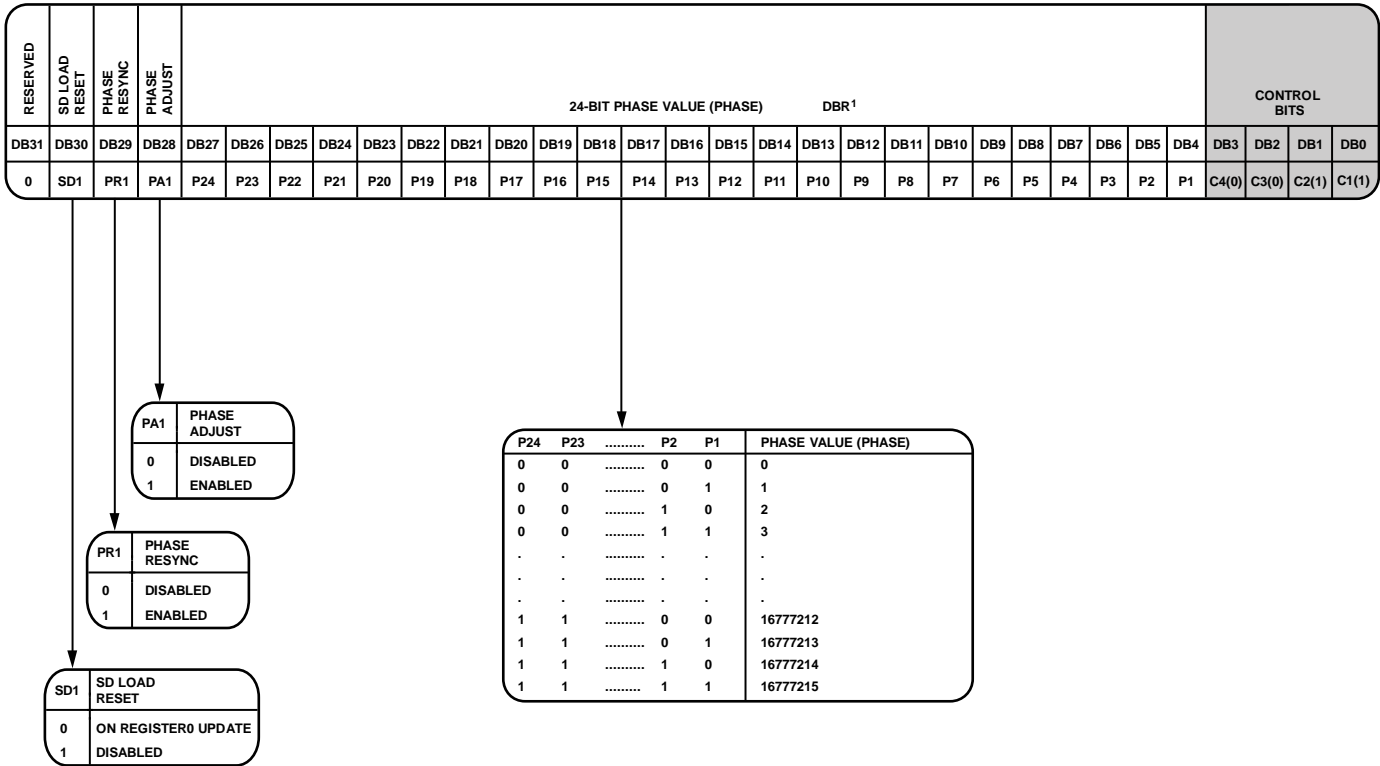 RESERVED
SD LOAD
RESET
PHASE
RESYNC
PHASE
ADJUST
24-BIT PHASE VALUE (PHASE) DBR1
CONTROL
BITS
DB31 DB30 DB29 DB28 DB27 DB26 DB25 DB24 DB23 DB22 DB21 DB20 DB19 DB18 DB17 DB16 DB15 DB14 DB13 DB12 DB11 DB10 DB9 DB8 DB7 DB6 DB5 DB4 DB3 DB2 DB1 DB0
0 SD1 PR1 PA1 P24 P23 P22 P21 P20 P19 P18 P17 P16 P15 P14 P13 P12 P11 P10 P9 P8 P7 P6 P5 P4 P3 P2 P1 C4(0) C3(0) C2(1) C1(1)
PA1 PHASE
ADJUST
0 DISABLED
1 ENABLED
PR1 PHASE
RESYNC
0 DISABLED
1 ENABLED
SD1 SD LOAD
RESET
0 ON REGISTER0 UPDATE
1 DISABLED
P24 P23 .......... P2 P1 PHASE VALUE (PHASE)
0 0 .......... 0 0 0
0 0 .......... 0 1 1
0 0 .......... 1 0 2
0 0 .......... 1 1 3
. . .......... . . .
. . .......... . . .
. . .......... . . .
1 1 .......... 0 0 16777212
1 1 .......... 0 1 16777213
1 1 .......... 1 0 16777214
1 1 ......... 1 1 16777215